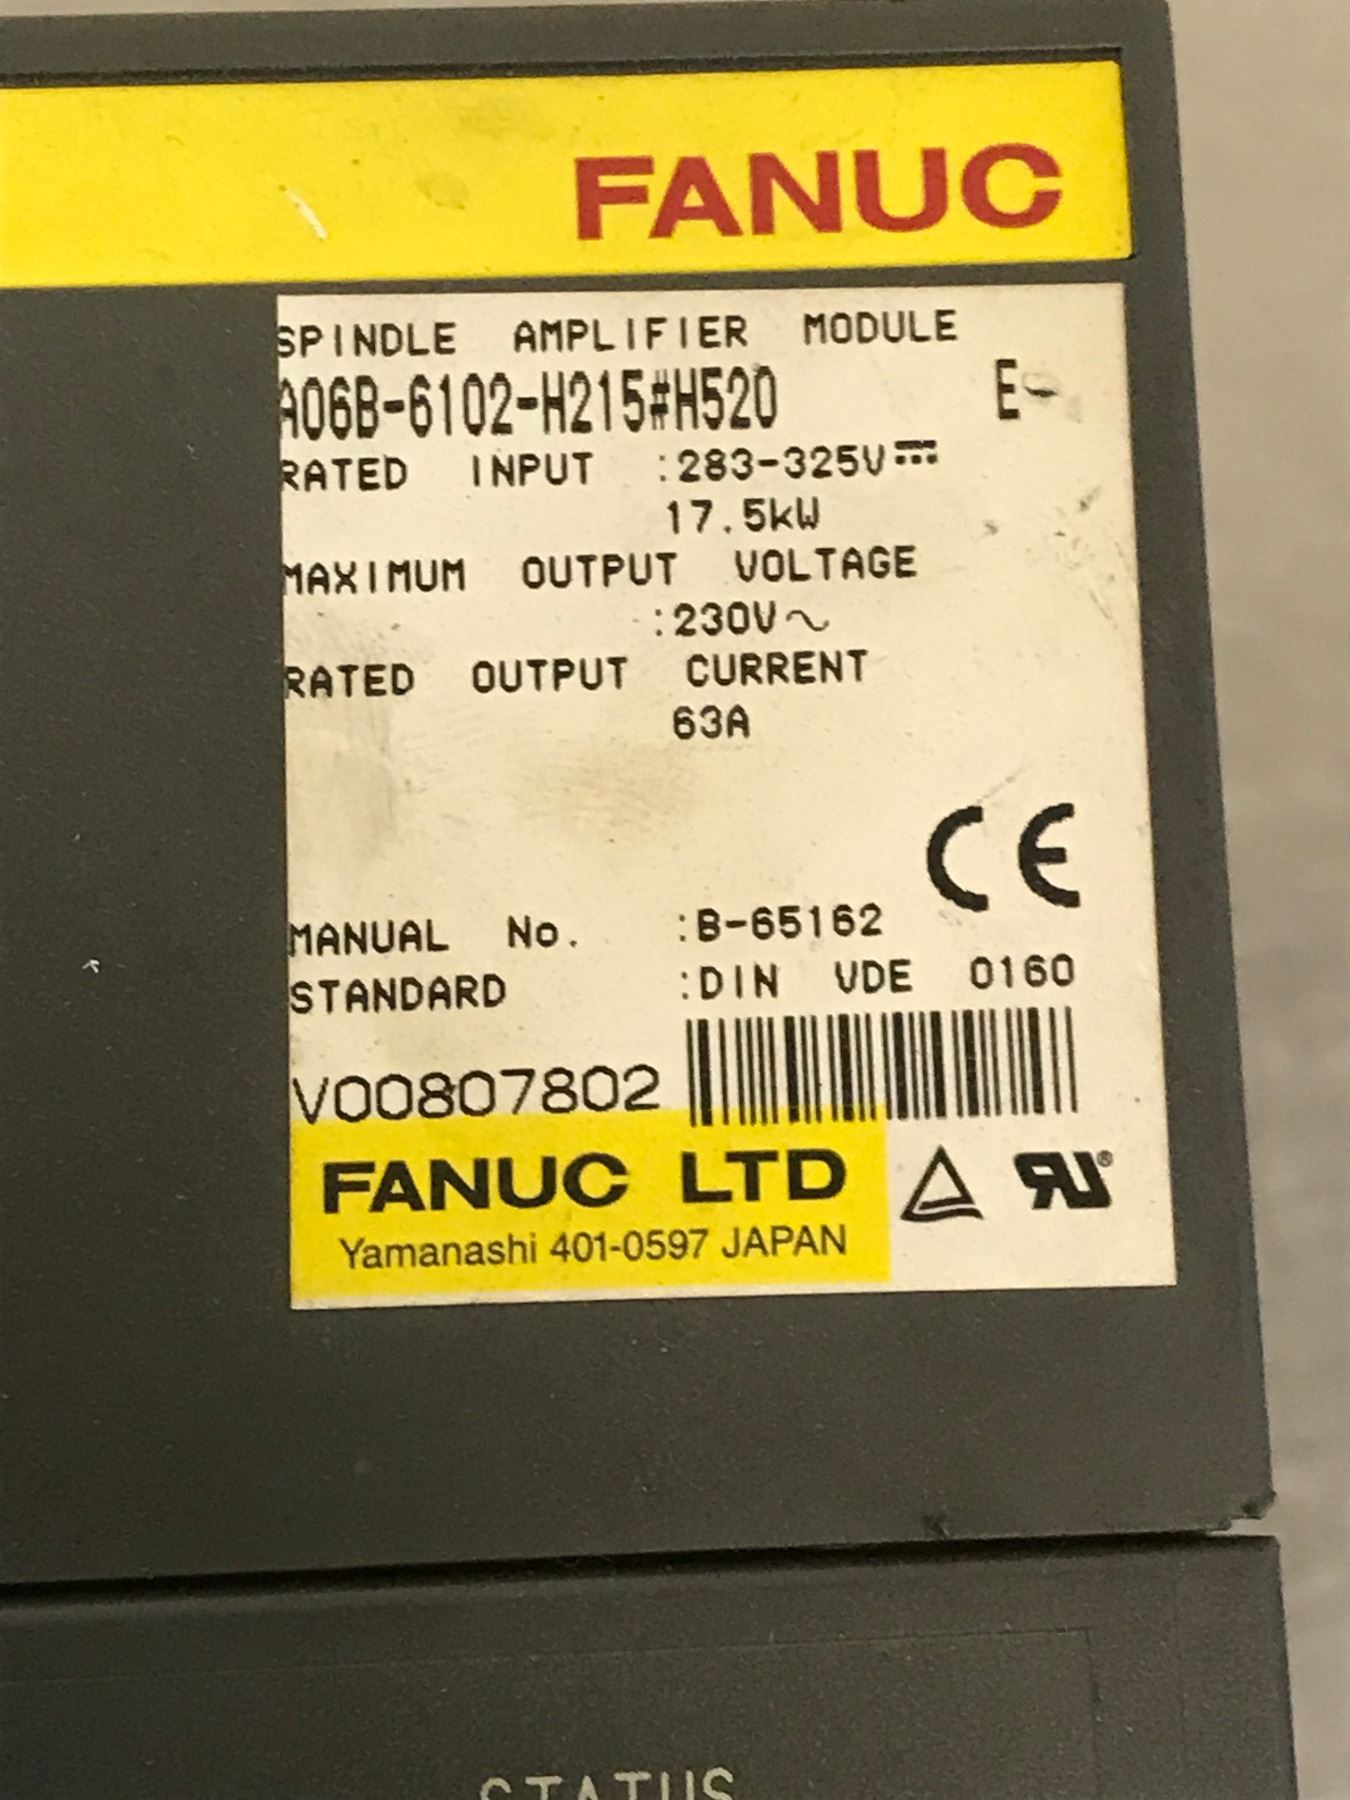 FANUC
SPINDLE AMPLIFIER MODULE
A06B-6102-H215#H520 E-
RATED INPUT :283-325V⎓
17.5kW
MAXIMUM OUTPUT VOLTAGE
:230V~
RATED OUTPUT CURRENT
63A
CE
MANUAL No. :B-65162
STANDARD :DIN VDE 0160
V00807802
FANUC LTD
Yamanashi 401-0597 JAPAN
RU®
STATUS